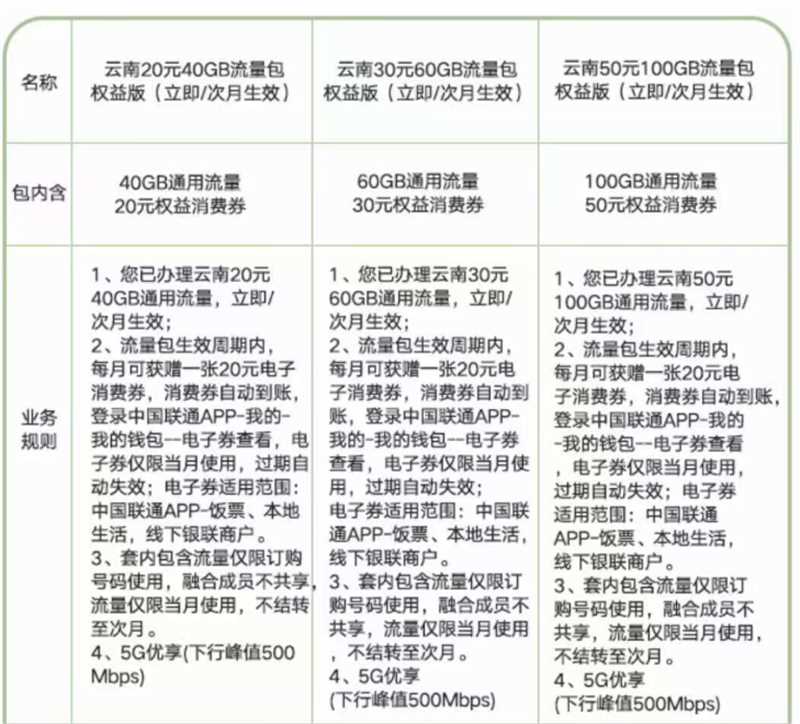 名称
云南20元40GB流量包
权益版（立即/次月生效）
云南30元60GB流量包
权益版（立即/次月生效）
云南50元100GB流量包
权益版（立即/次月生效）
包内含
40GB通用流量
20元权益消费券
60GB通用流量
30元权益消费券
100GB通用流量
50元权益消费券
业务
规则
1、您已办理云南20元
40GB通用流量，立即/
次月生效；
2、流量包生效周期内，
每月可获赠一张20元电子
消费券，消费券自动到账，
登录中国联通APP-我的-
我的钱包--电子券查看，电
子券仅限当月使用，过期自
动失效；电子券适用范围：
中国联通APP-饭票、本地
生活，线下银联商户。
3、套内包含流量仅限订购
号码使用，融合成员不共享，
流量仅限当月使用，不结转
至次月。
4、5G优享(下行峰值500
Mbps)
1、您已办理云南30元
60GB通用流量，立即/
次月生效；
2、流量包生效周期内，
每月可获赠一张20元电
子消费券，消费券自动到
账，登录中国联通APP-
我的-我的钱包--电子券
查看，电子券仅限当月使
用，过期自动失效；
电子券适用范围：中国联
通APP-饭票、本地生活，
线下银联商户。
3、套内包含流量仅限订
购号码使用，融合成员不
共享，流量仅限当月使用
，不结转至次月。
4、5G优享
(下行峰值500Mbps)
1、您已办理云南50元
100GB通用流量，立即/
次月生效；
2、流量包生效周期内，
每月可获赠一张20元电
子消费券，消费券自动到账，
登录中国联通APP-我的
-我的钱包--电子券查看
，电子券仅限当月使用，
过期自动失效；电子券
适用范围：中国联通
APP-饭票、本地生活，
线下银联商户。
3、套内包含流量仅限订
购号码使用，融合成员不
共享，流量仅限当月使用，
不结转至次月。
4、5G优享
(下行峰值500Mbps)